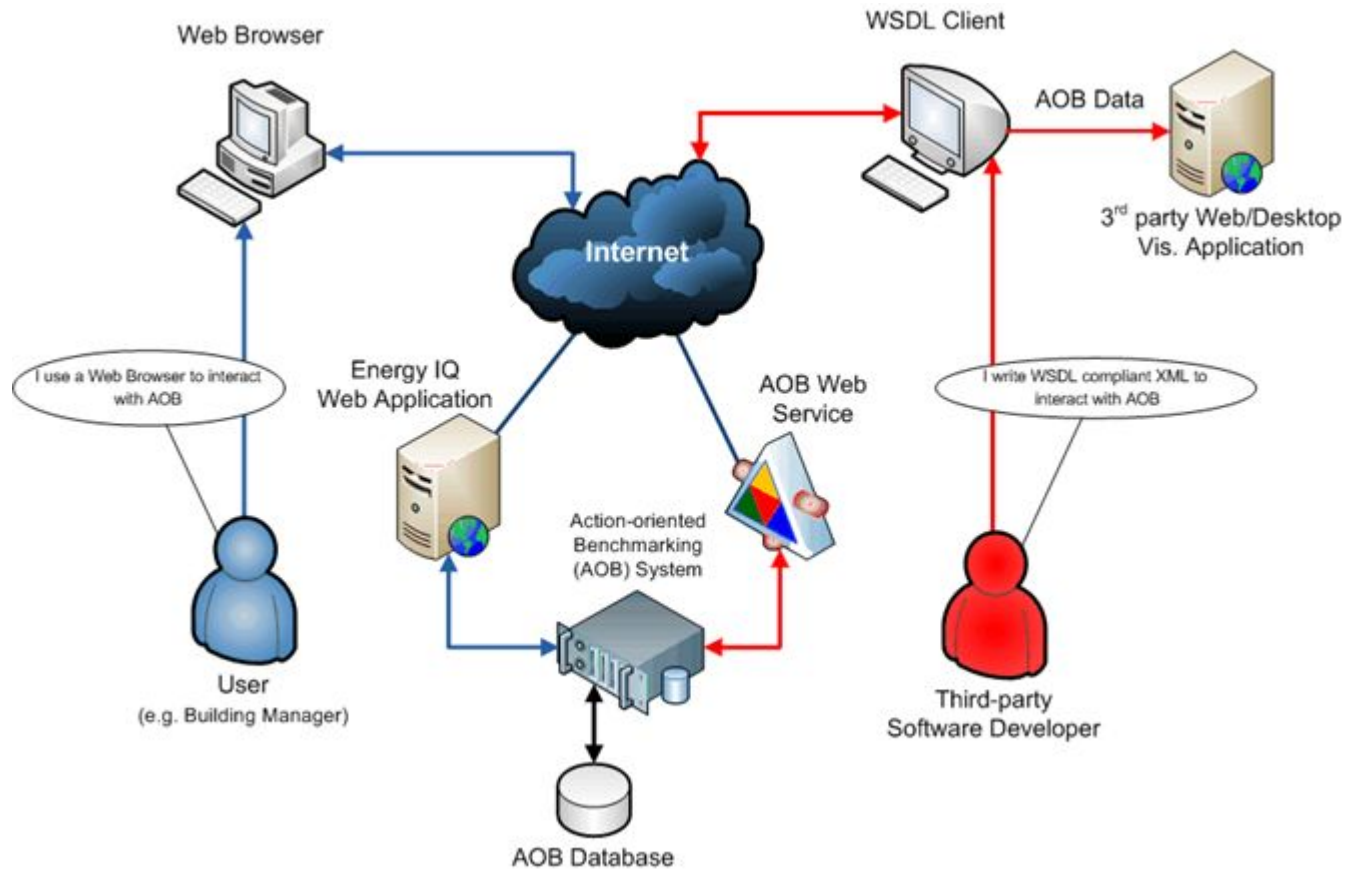 Web Browser
WSDL Client
AOB Data
3rd party Web/Desktop
Vis. Application
Internet
I use a Web Browser to interact
with AOB
Energy IQ
Web Application
AOB Web
Service
I write WSDL compliant XML to
interact with AOB
Action-oriented
Benchmarking
(AOB) System
User
(e.g. Building Manager)
Third-party
Software Developer
AOB Database